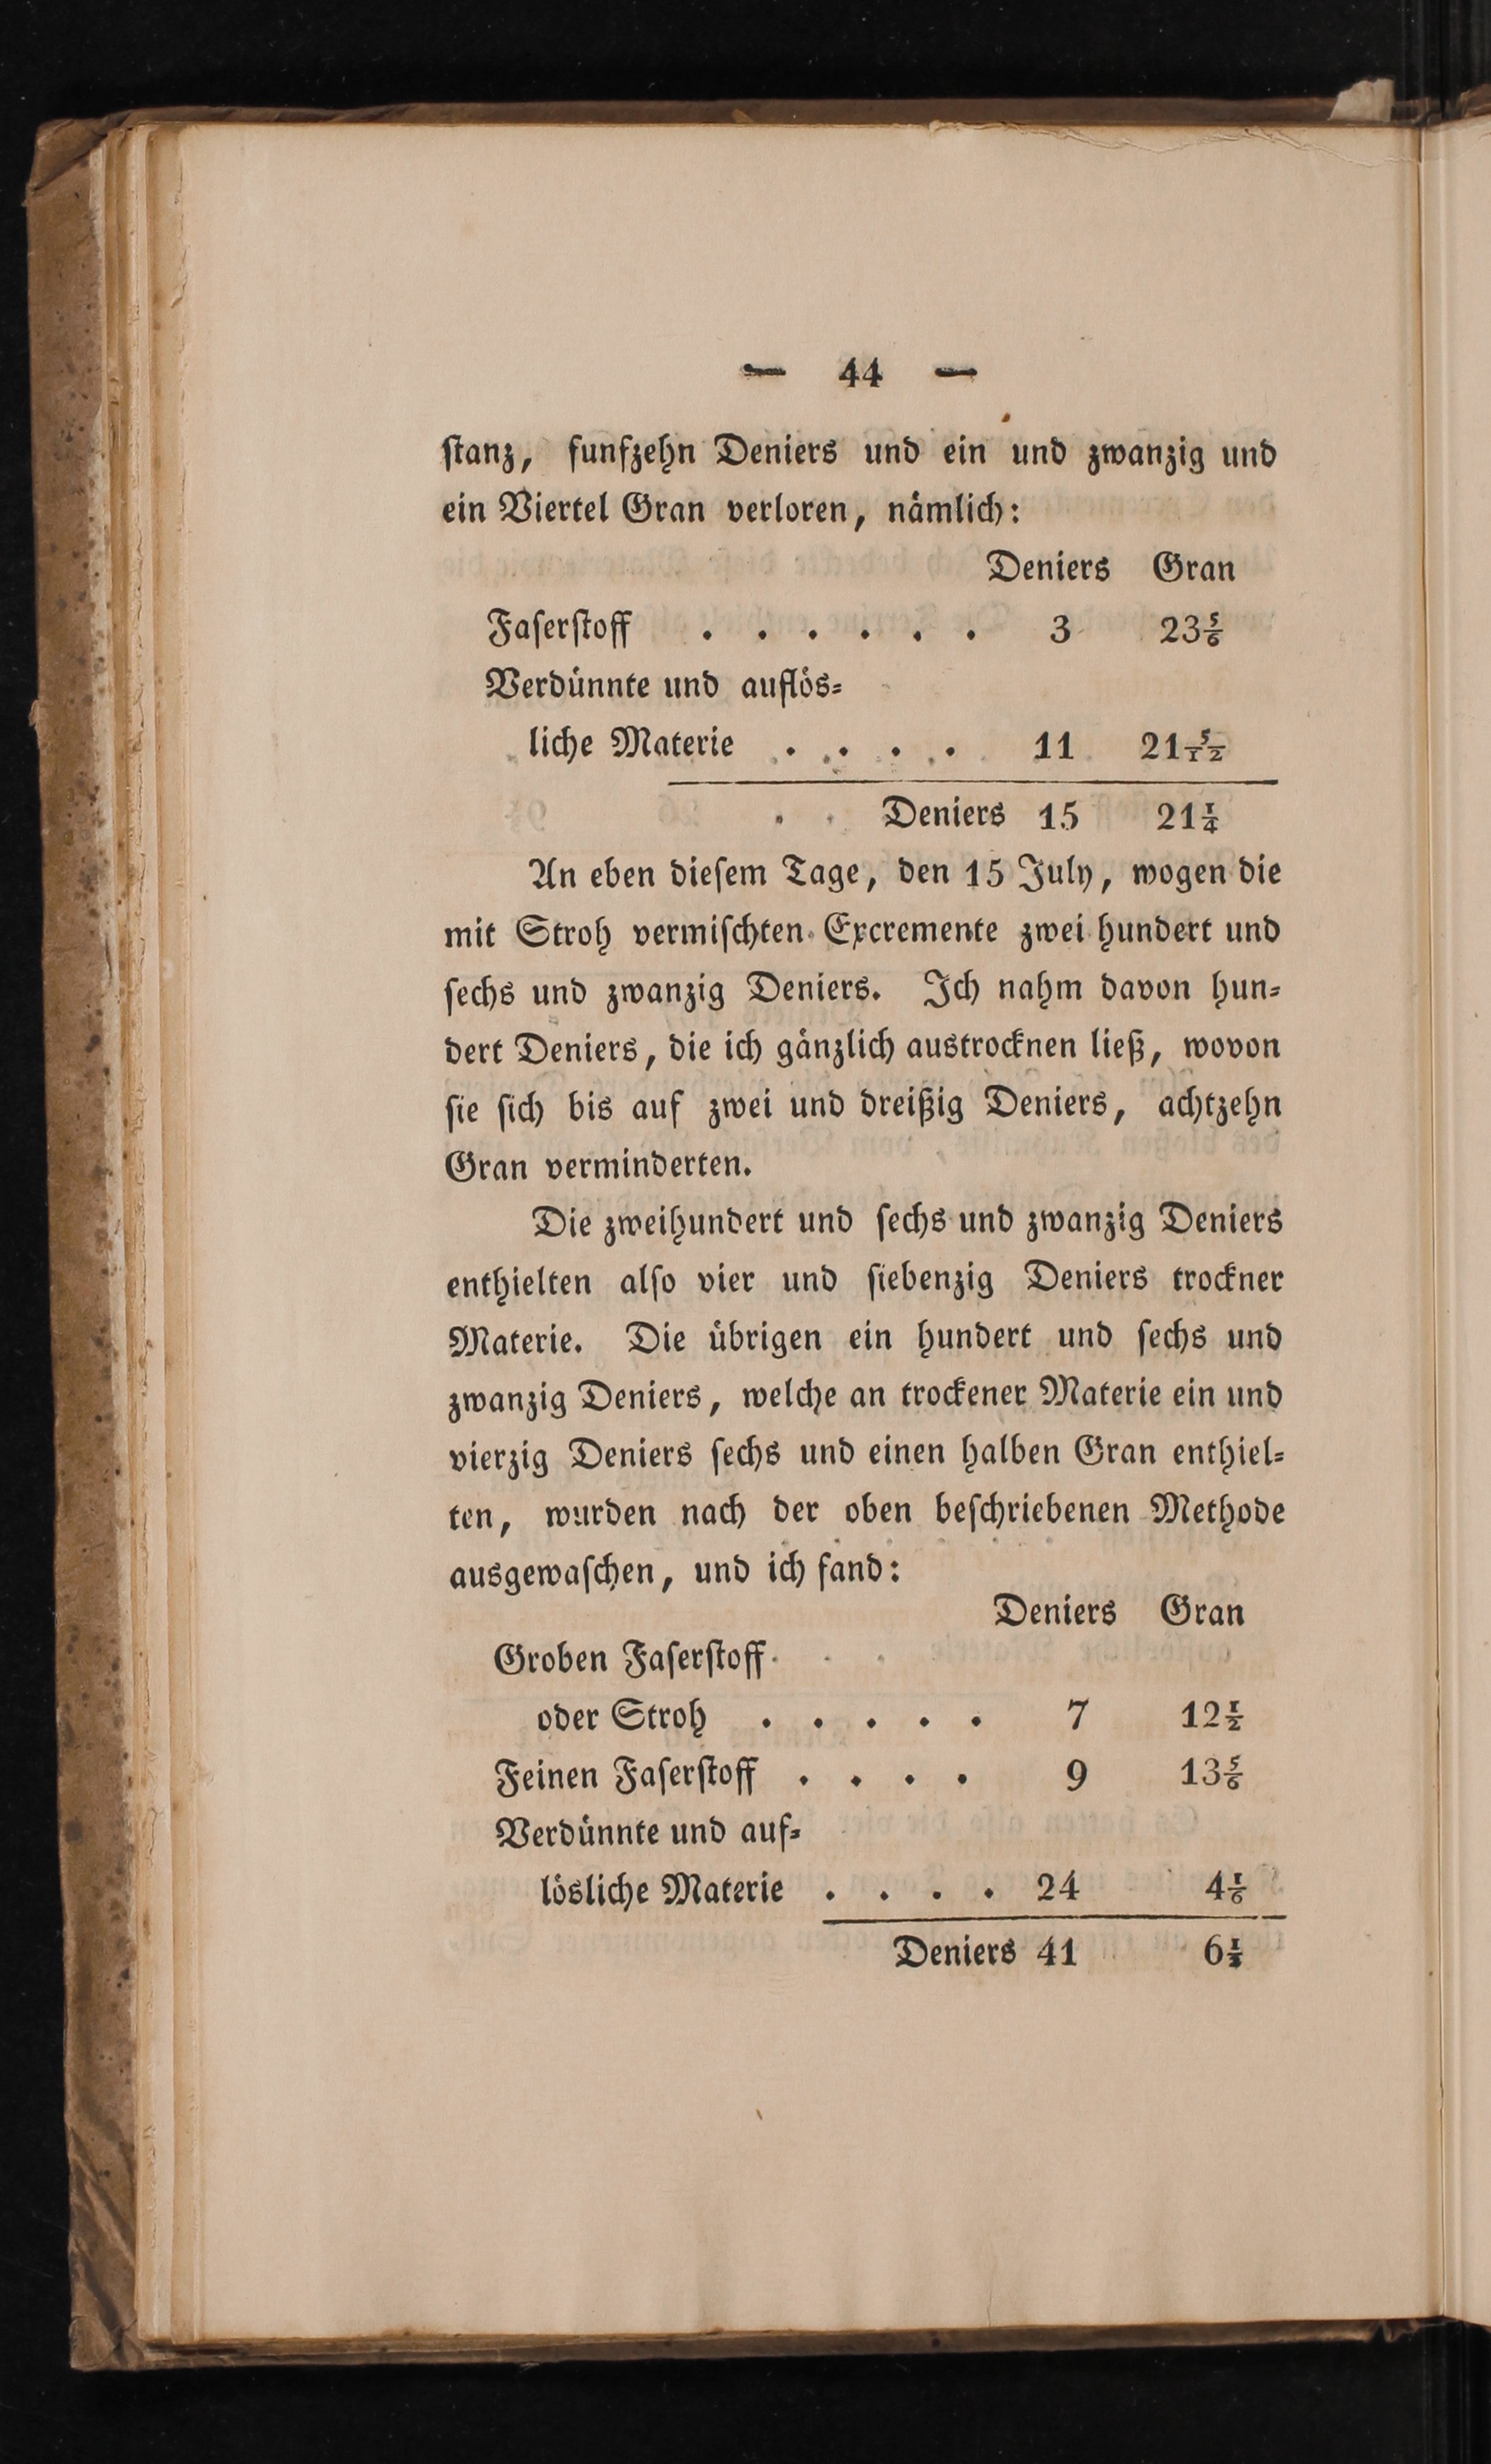 — 44 —
ſtanz, funfzehn Deniers und ein und zwanzig und
ein Viertel Gran verloren, nämlich:
Deniers Gran
Faſerſtoff . . . . . . 3 23⅚
Verdünnte und auflös⸗
liche Materie . . . . 11 21 5/12
Deniers 15 21¼
An eben dieſem Tage, den 15 July, wogen die
mit Stroh vermiſchten Excremente zwei hundert und
ſechs und zwanzig Deniers. Ich nahm davon hun⸗
dert Deniers, die ich gänzlich austrocknen ließ, wovon
ſie ſich bis auf zwei und dreißig Deniers, achtzehn
Gran verminderten.
Die zweihundert und ſechs und zwanzig Deniers
enthielten alſo vier und ſiebenzig Deniers trockner
Materie. Die übrigen ein hundert und ſechs und
zwanzig Deniers, welche an trockener Materie ein und
vierzig Deniers ſechs und einen halben Gran enthiel⸗
ten, wurden nach der oben beſchriebenen Methode
ausgewaſchen, und ich fand:
Deniers Gran
Groben Faſerſtoff
oder Stroh . . . . . 7 12½
Feinen Faſerſtoff . . . . 9 13⅚
Verdünnte und auf⸗
lösliche Materie . . . . 24 4⅙
Deniers 41 6½